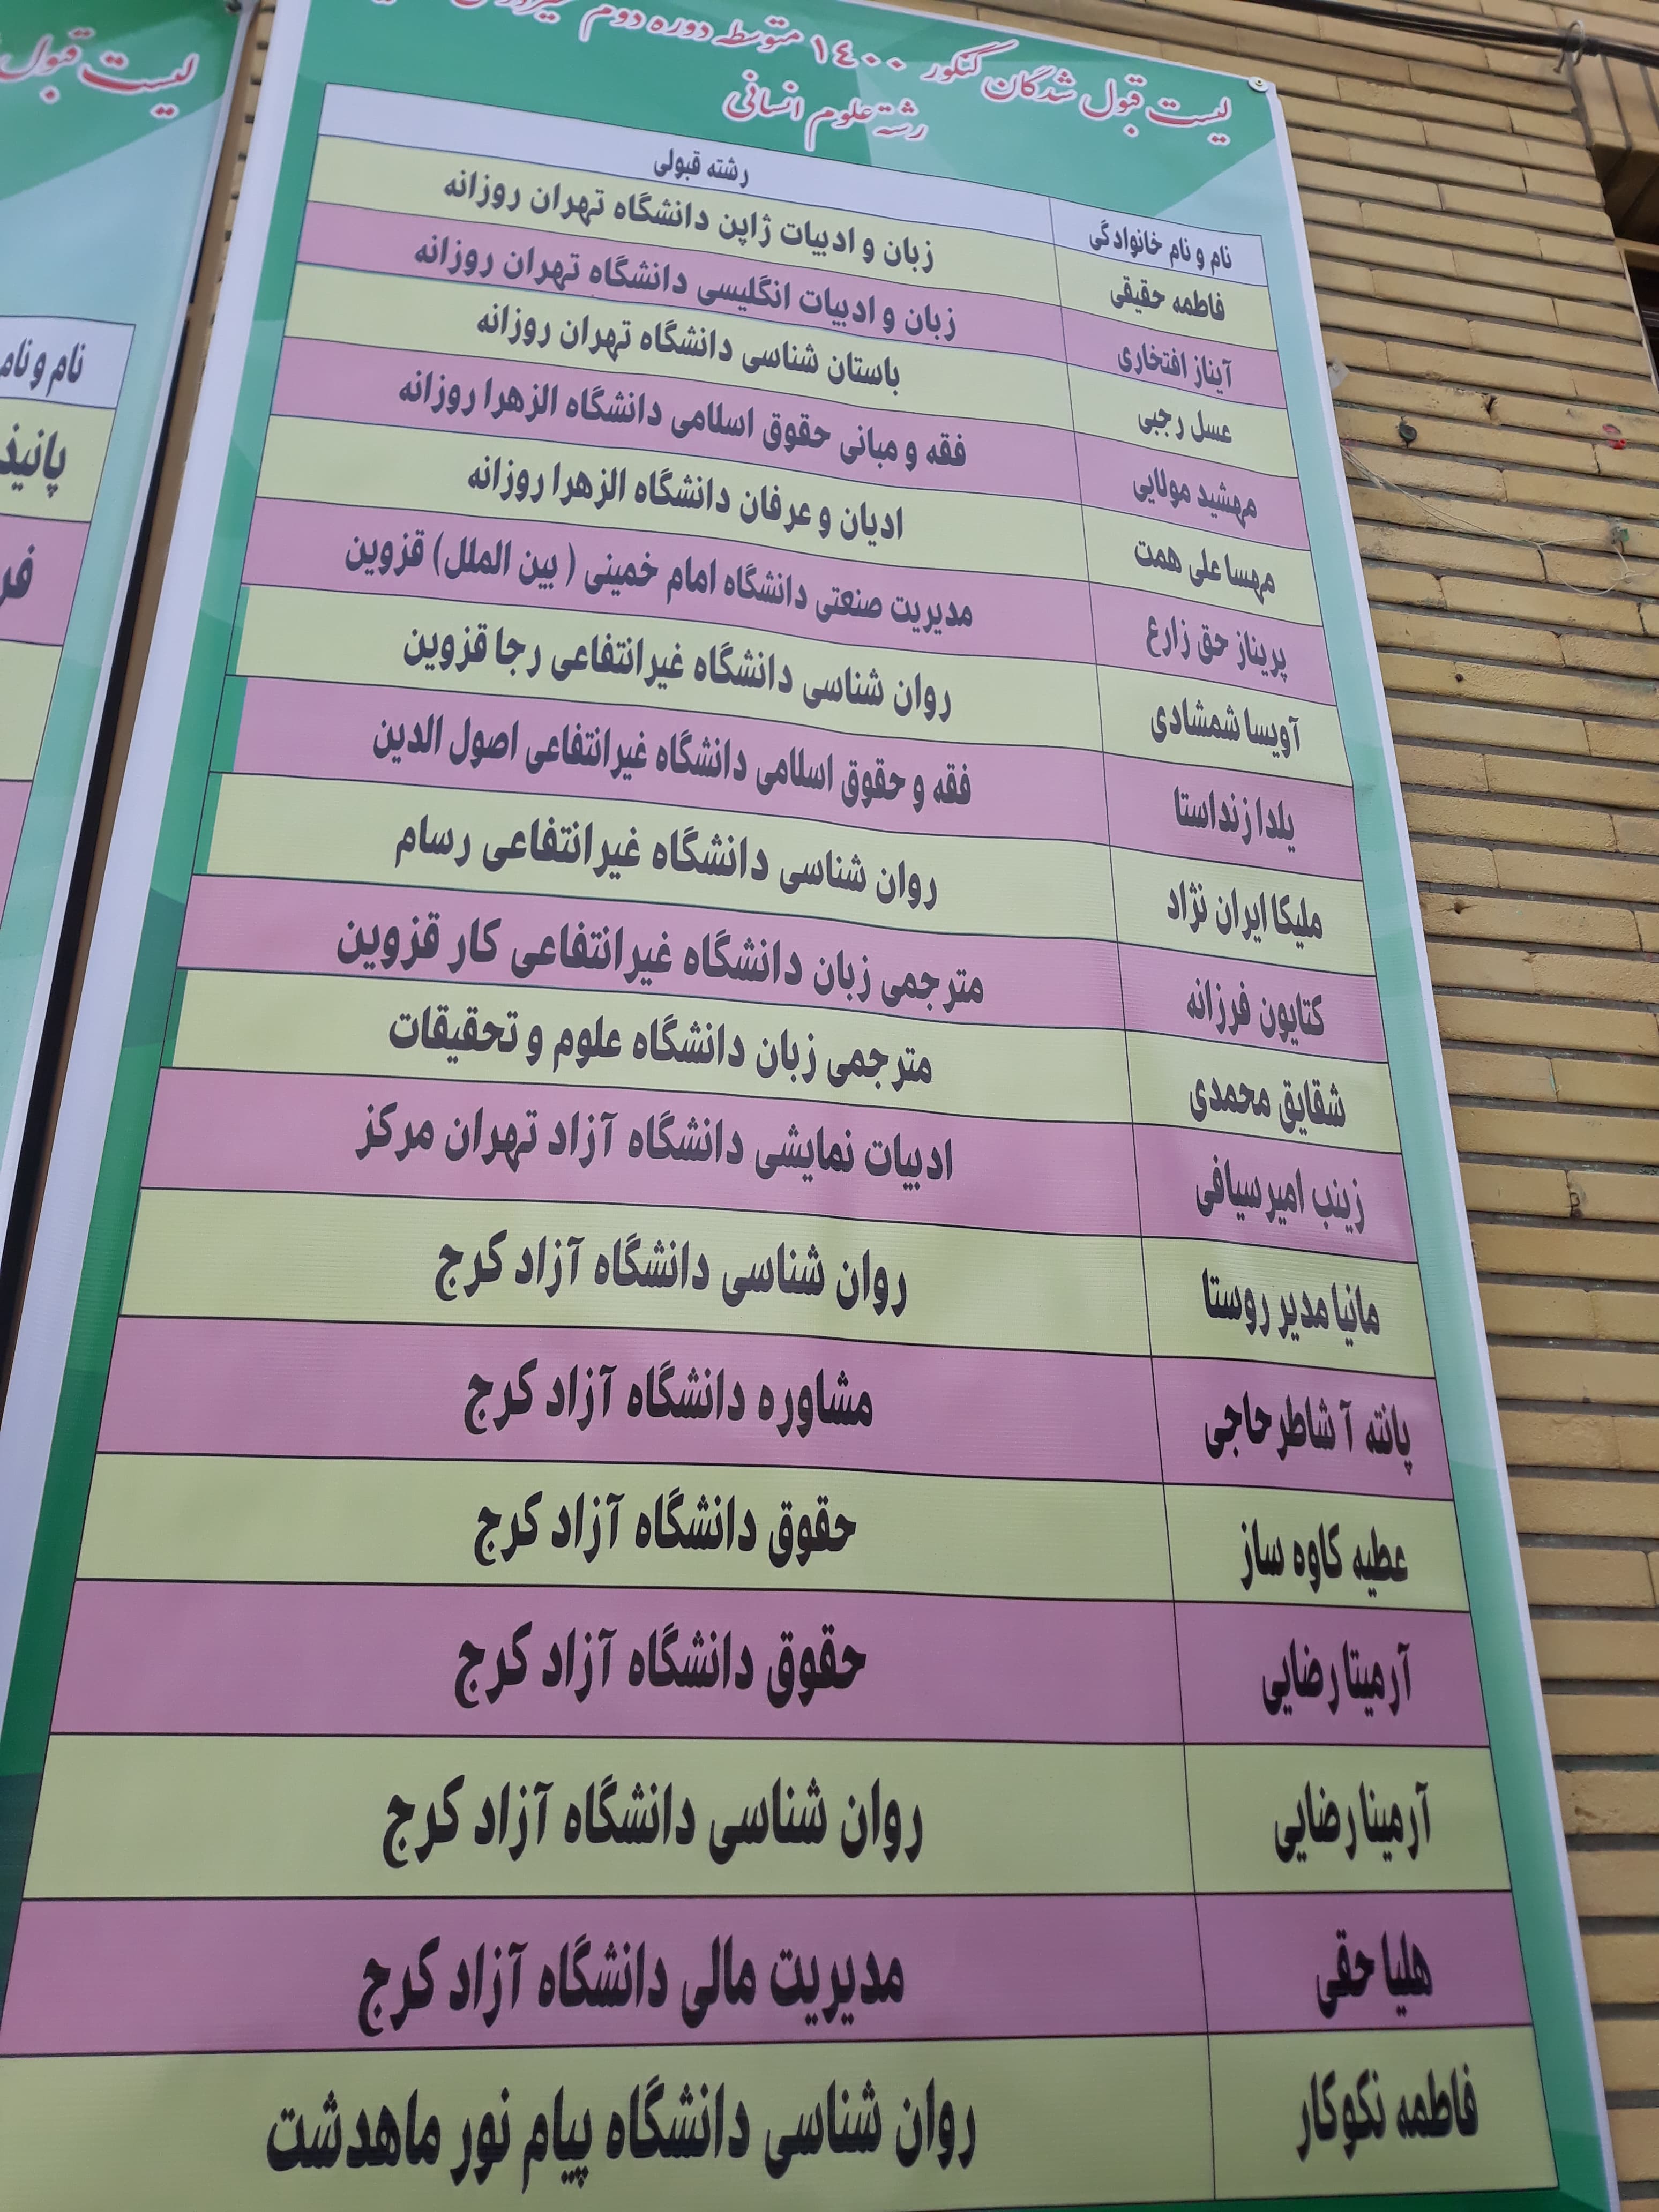 لیست قبول شدگان کنکور ۱۴۰۰ متوسطه دوره دوم
رشته علوم انسانی
نام و نام خانوادگی رشته قبولی
فاطمه حقیقی زبان و ادبیات ژاپن دانشگاه تهران روزانه
آیناز افتخاری زبان و ادبیات انگلیسی دانشگاه تهران روزانه
عسل رجبی باستان شناسی دانشگاه تهران روزانه
مهشید مولایی فقه و مبانی حقوق اسلامی دانشگاه الزهرا روزانه
مهسا علی همت ادیان و عرفان دانشگاه الزهرا روزانه
پریناز حق زارع مدیریت صنعتی دانشگاه امام خمینی ( بین الملل) قزوین
آویسا شمشادی روان شناسی دانشگاه غیرانتفاعی رجا قزوین
یلدا زنداستا فقه و حقوق اسلامی دانشگاه غیرانتفاعی اصول الدین
ملیکا ایران نژاد روان شناسی دانشگاه غیرانتفاعی رسام
کتایون فرزانه مترجمی زبان دانشگاه غیرانتفاعی کار قزوین
شقایق محمدی مترجمی زبان دانشگاه علوم و تحقیقات
زینب امیرسیافی ادبیات نمایشی دانشگاه آزاد تهران مرکز
مانیا مدیر روستا روان شناسی دانشگاه آزاد کرج
پانته آ شاطر حاجی مشاوره دانشگاه آزاد کرج
عطیه کاوه ساز حقوق دانشگاه آزاد کرج
آرمیتا رضایی حقوق دانشگاه آزاد کرج
آرمینا رضایی روان شناسی دانشگاه آزاد کرج
هلیا حقی مدیریت مالی دانشگاه آزاد کرج
فاطمه نکوکار روان شناسی دانشگاه پیام نور ماهدشت
لیست قبول
نام و نام